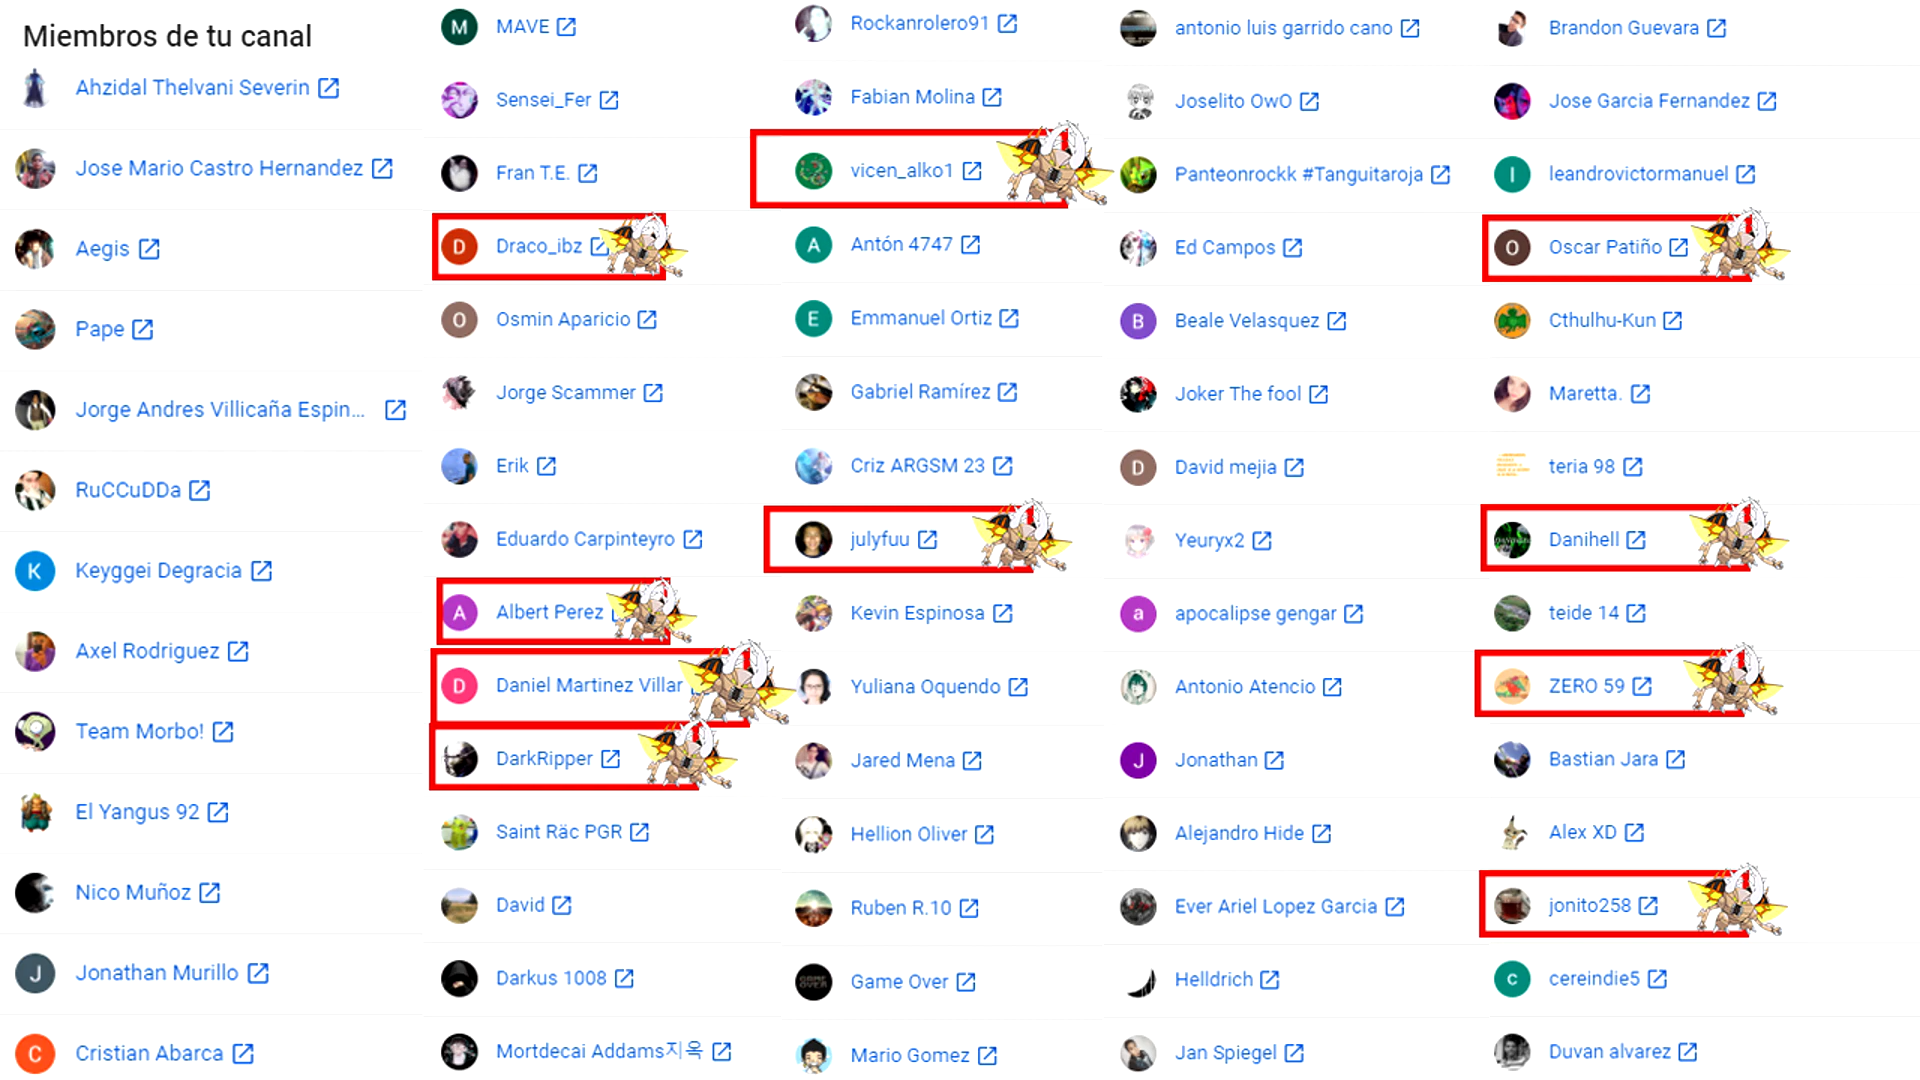 Miembros de tu canal
Ahzidal Thelvani Severin
Jose Mario Castro Hernandez
Aegis
Pape
Jorge Andres Villicaña Espin...
RuCCuDDa
K
Keyggei Degracia
Axel Rodriguez
Team Morbo!
El Yangus 92
Nico Muñoz
J
Jonathan Murillo
C
Cristian Abarca
M
MAVE
Sensei_Fer
Fran T.E.
D
Draco_ibz
O
Osmin Aparicio
Jorge Scammer
Erik
Eduardo Carpinteyro
A
Albert Perez
D
Daniel Martinez Villar
DarkRipper
Saint Räc PGR
David
Darkus 1008
Mortdecai Addams지옥
Rockanrolero91
Fabian Molina
vicen_alko1
A
Antón 4747
E
Emmanuel Ortiz
Gabriel Ramírez
Criz ARGSM 23
julyfuu
Kevin Espinosa
Yuliana Oquendo
Jared Mena
Hellion Oliver
Ruben R.10
GAME OVER
Game Over
Mario Gomez
antonio luis garrido cano
Joselito OwO
Panteonrockk #Tanguitaroja
Ed Campos
B
Beale Velasquez
Joker The fool
D
David mejia
Yeuryx2
a
apocalipse gengar
Antonio Atencio
J
Jonathan
Alejandro Hide
Ever Ariel Lopez Garcia
Helldrich
Jan Spiegel
Brandon Guevara
Jose Garcia Fernandez
l
leandrovictormanuel
O
Oscar Patiño
Cthulhu-Kun
Maretta.
teria 98
Danihell
teide 14
ZERO 59
Bastian Jara
Alex XD
jonito258
c
cereindie5
Duvan alvarez